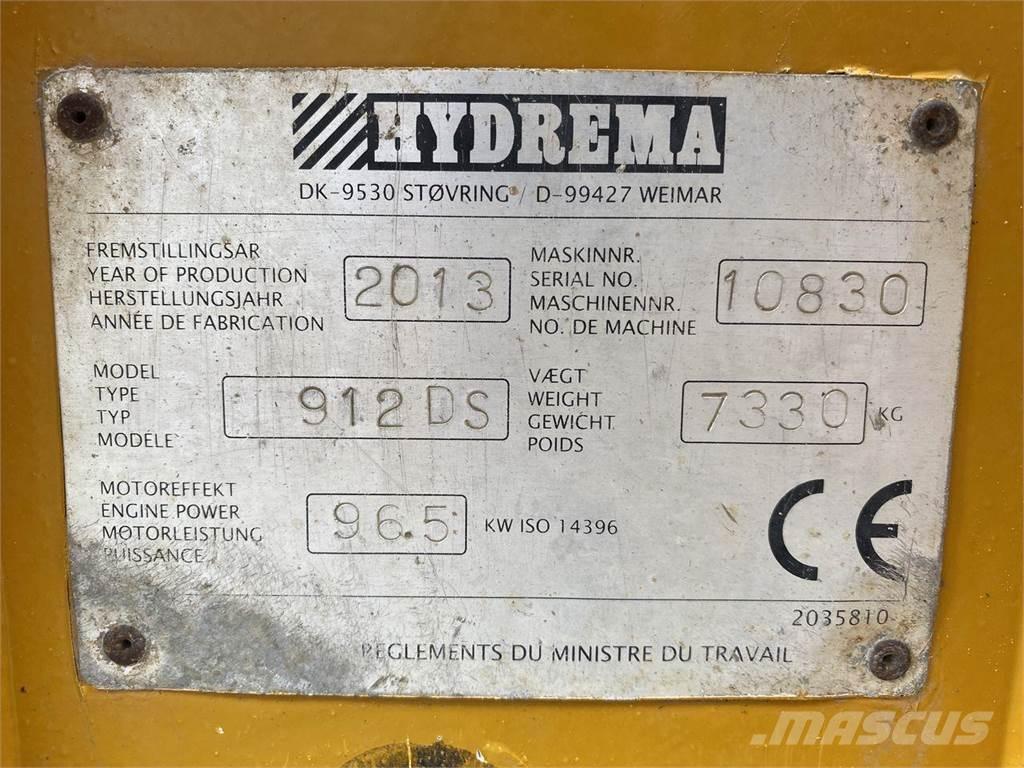 HYDREMA
DK-9530 STØVRING / D-99427 WEIMAR
FREMSTILLINGSÅR
YEAR OF PRODUCTION
HERSTELLUNGSJAHR
ANNÉE DE FABRICATION
2013
MASKINNR.
SERIAL NO.
MASCHINENNR.
NO. DE MACHINE
10830
MODEL
TYPE
TYP
MODELE
912DS
VÆGT
WEIGHT
GEWICHT
POIDS
7330 KG
MOTOREFFEKT
ENGINE POWER
MOTORLEISTUNG
PUISSANCE
96.5 KW ISO 14396
CE
2035810
REGLEMENTS DU MINISTRE DU TRAVAIL
MASCUS